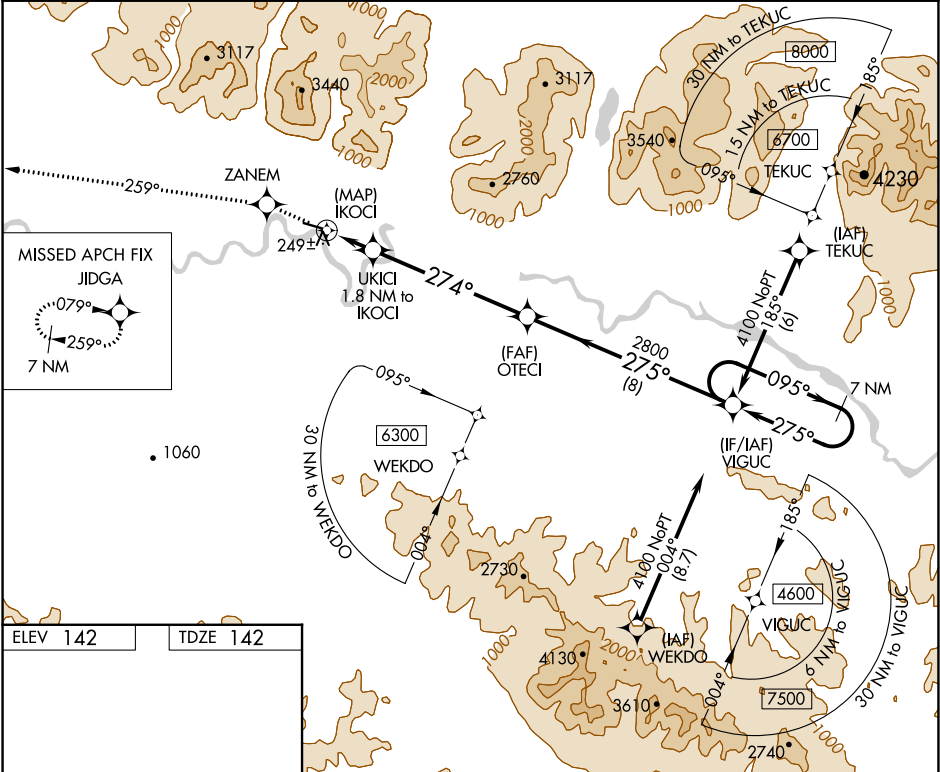 1000
3117
3440
2000
1000
3117
2000
2760
1000
30 NM to TEKUC
8000
185°
15 NM to TEKUC
6700
3540
095°
TEKUC
4230
1000
1000
(IAF)
TEKUC
259°
ZANEM
(MAP)
IKOCI
249±
UKICI
1.8 NM to
IKOCI
274°
MISSED APCH FIX
JIDGA
079°
259°
7 NM
(FAF)
OTECI
2800
275°
(8)
4100 NoPT
185°
(6)
095°
7 NM
275°
(IF/IAF)
VIGUC
095°
6300
WEKDO
30 NM to WEKDO
004°
1060
4100 NoPT
004°
(8.7)
185°
4600
VIGUC
6 NM to VIGUC
30 NM to VIGUC
004°
7500
2730
(IAF)
WEKDO
2000
4130
1000
3610
2740
1000
ELEV 142
TDZE 142